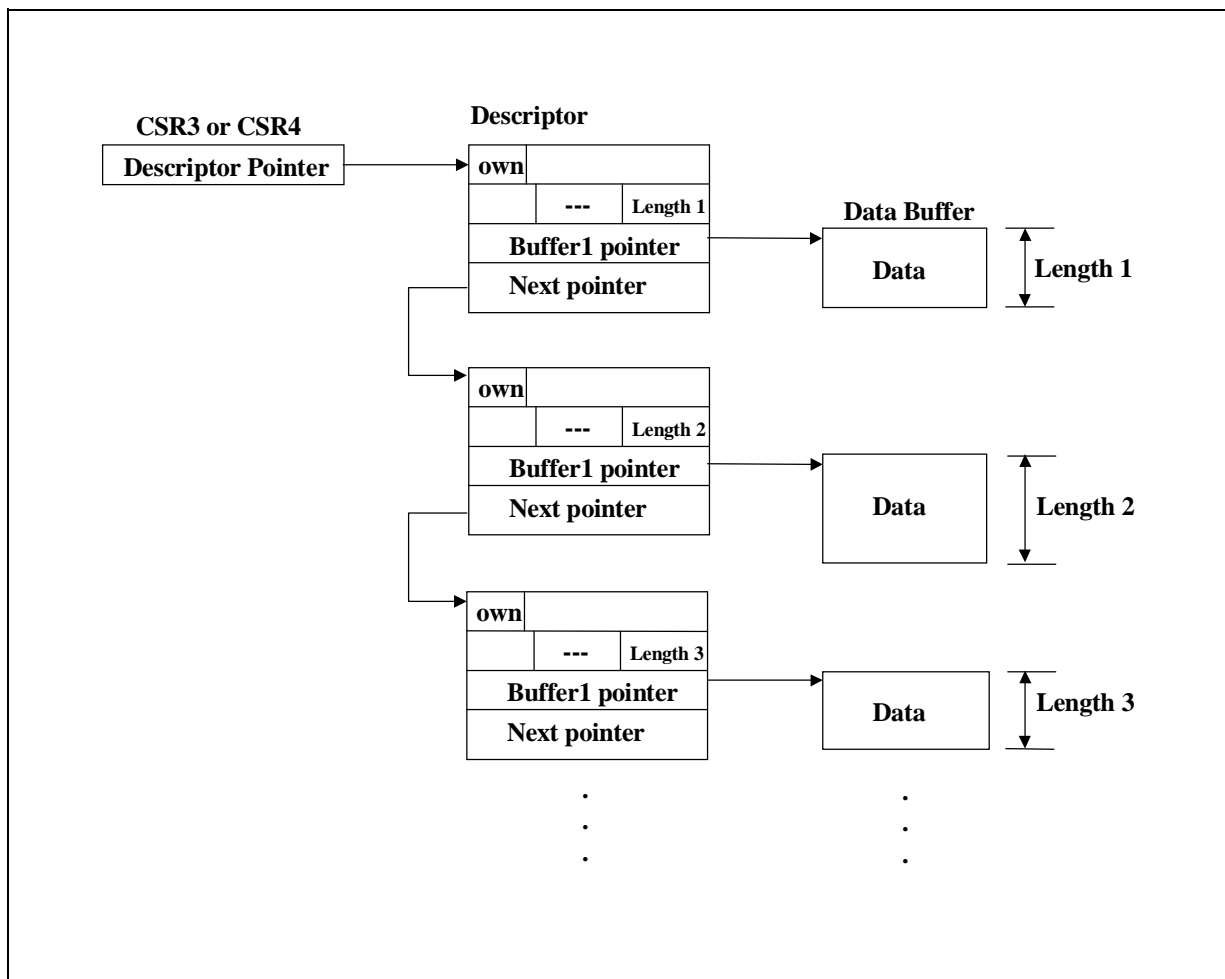 CSR3 or CSR4
Descriptor Pointer
Descriptor
own
--- Length 1
Buffer1 pointer
Next pointer
Data Buffer
Data
Length 1
own
--- Length 2
Buffer1 pointer
Next pointer
Data
Length 2
own
--- Length 3
Buffer1 pointer
Next pointer
Data
Length 3